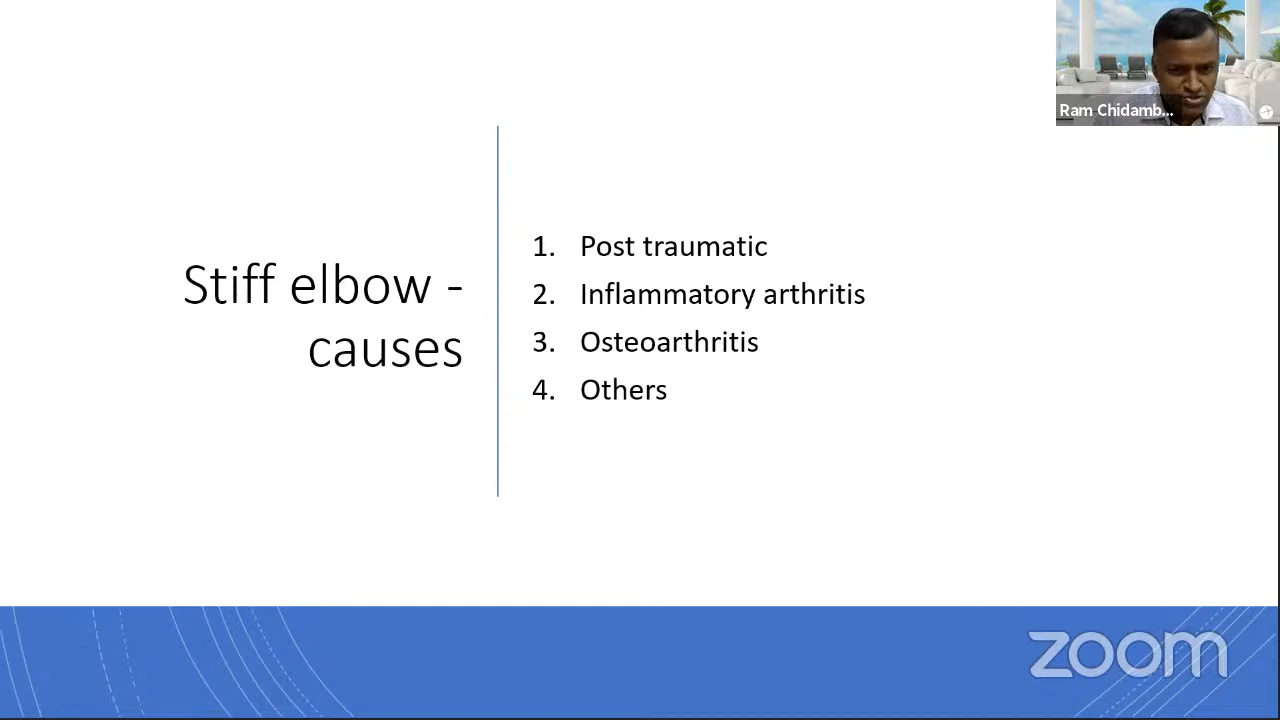 Ram Chidamb...
Stiff elbow -
causes
1. Post traumatic
2. Inflammatory arthritis
3. Osteoarthritis
4. Others
zoom